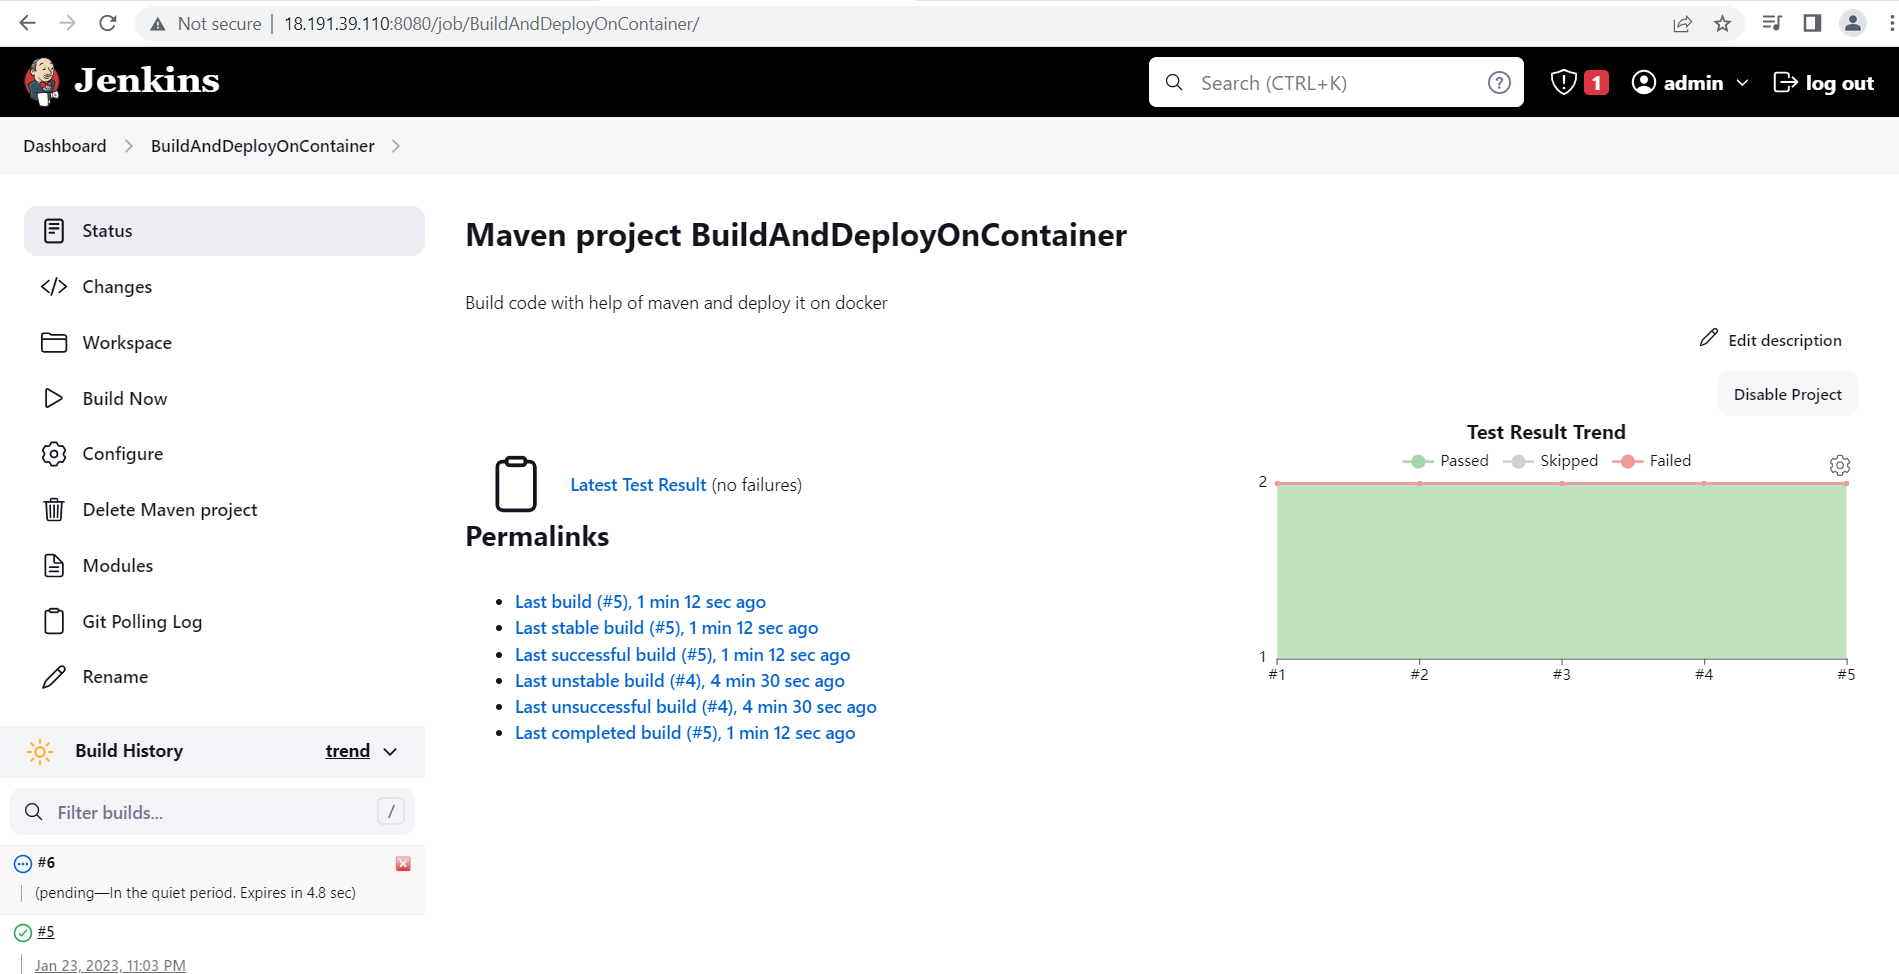 Not secure | 18.191.39.110:8080/job/BuildAndDeployOnContainer/
Jenkins
Search (CTRL+K)
?
1
admin
log out
Dashboard
BuildAndDeployOnContainer
Status
Changes
Workspace
Build Now
Configure
Delete Maven project
Modules
Git Polling Log
Rename
Build History
trend
Filter builds...
/
#6
(pending—In the quiet period. Expires in 4.8 sec)
#5
Jan 23, 2023, 11:03 PM
Maven project BuildAndDeployOnContainer
Build code with help of maven and deploy it on docker
Edit description
Disable Project
Latest Test Result (no failures)
Permalinks
Last build (#5), 1 min 12 sec ago
Last stable build (#5), 1 min 12 sec ago
Last successful build (#5), 1 min 12 sec ago
Last unstable build (#4), 4 min 30 sec ago
Last unsuccessful build (#4), 4 min 30 sec ago
Last completed build (#5), 1 min 12 sec ago
Test Result Trend
Passed Skipped Failed
2
1
#1 #2 #3 #4 #5